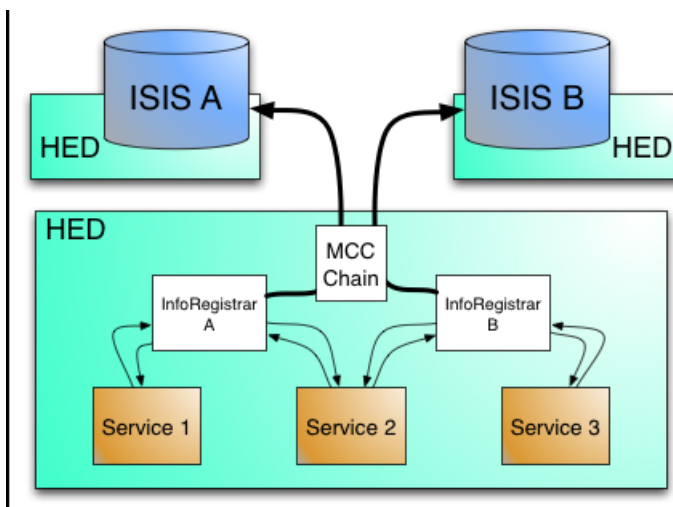 ISIS A
ISIS B
HED
HED
HED
MCC
Chain
InfoRegistrar
A
InfoRegistrar
B
Service 1
Service 2
Service 3